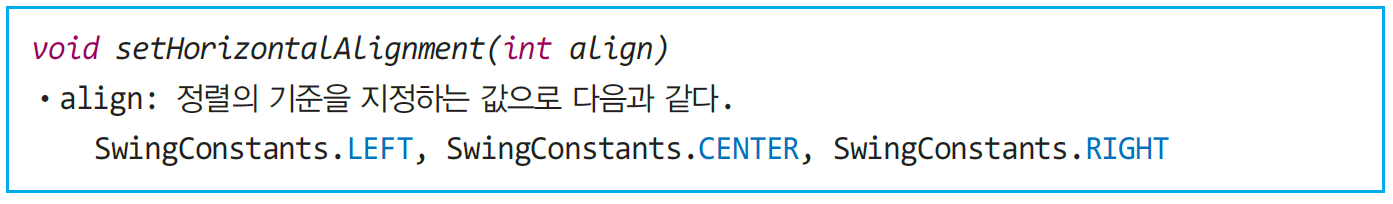 void setHorizontalAlignment(int align)
• align: 정렬의 기준을 지정하는 값으로 다음과 같다.
SwingConstants.LEFT, SwingConstants.CENTER, SwingConstants.RIGHT